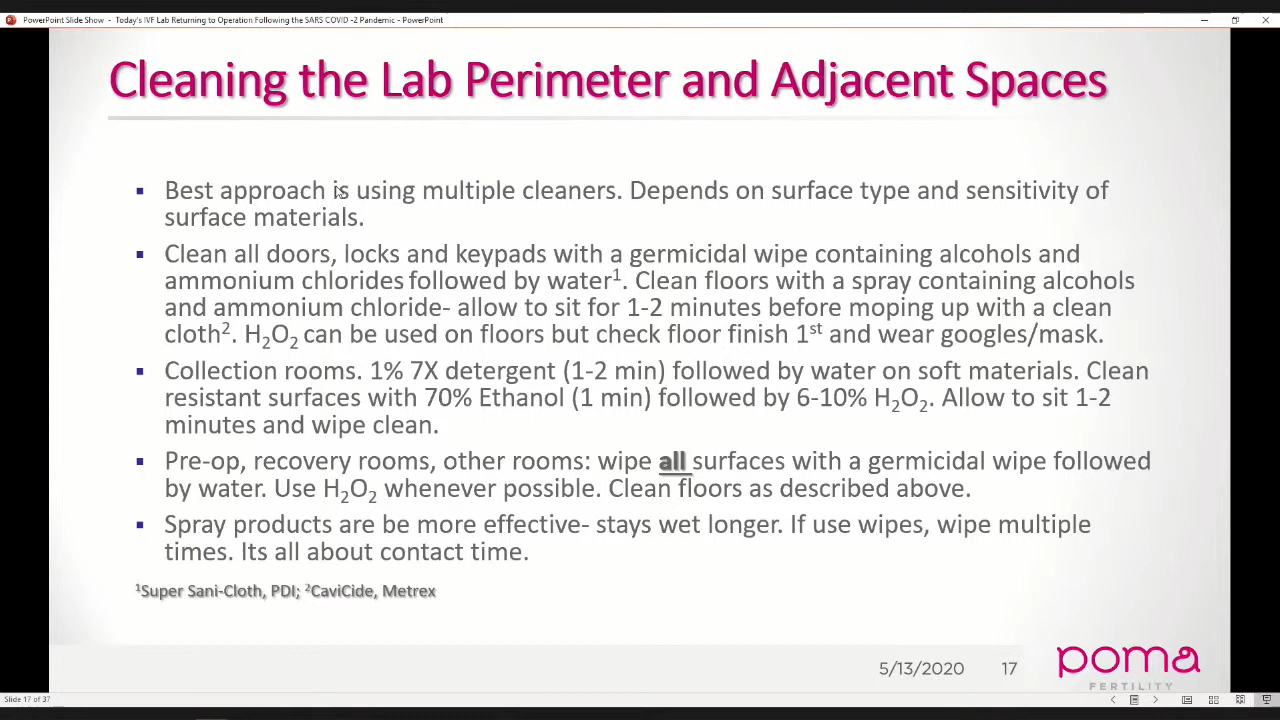 PowerPoint Slide Show - Today's IVF Lab Returning to Operation Following the SARS COVID -2 Pandemic - PowerPoint
Cleaning the Lab Perimeter and Adjacent Spaces
▪ Best approach is using multiple cleaners. Depends on surface type and sensitivity of
surface materials.
▪ Clean all doors, locks and keypads with a germicidal wipe containing alcohols and
ammonium chlorides followed by water¹. Clean floors with a spray containing alcohols
and ammonium chloride- allow to sit for 1-2 minutes before moping up with a clean
cloth². H₂O₂ can be used on floors but check floor finish 1ˢᵗ and wear googles/mask.
▪ Collection rooms. 1% 7X detergent (1-2 min) followed by water on soft materials. Clean
resistant surfaces with 70% Ethanol (1 min) followed by 6-10% H₂O₂. Allow to sit 1-2
minutes and wipe clean.
▪ Pre-op, recovery rooms, other rooms: wipe all surfaces with a germicidal wipe followed
by water. Use H₂O₂ whenever possible. Clean floors as described above.
▪ Spray products are be more effective- stays wet longer. If use wipes, wipe multiple
times. Its all about contact time.
¹Super Sani-Cloth, PDI; ²CaviCide, Metrex
5/13/2020 17
poma
FERTILITY
Slide 17 of 37